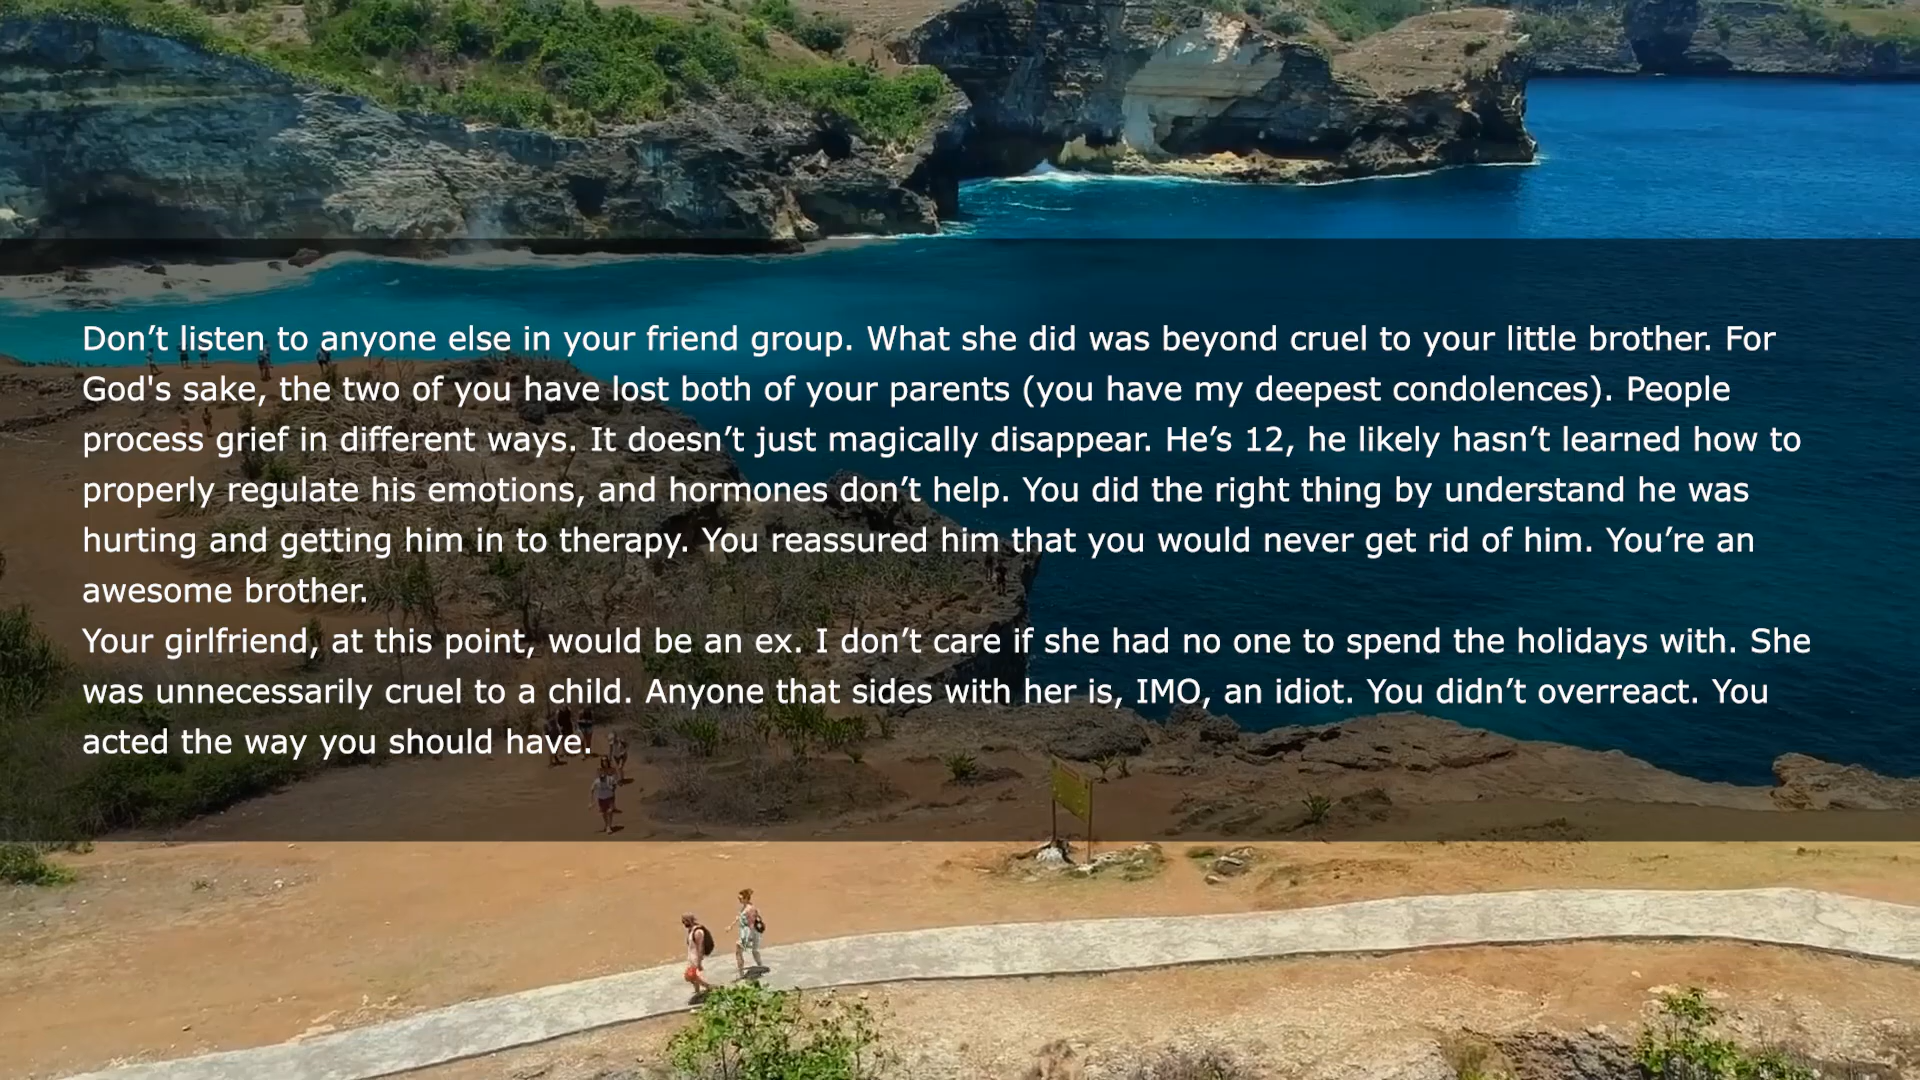 Don’t listen to anyone else in your friend group. What she did was beyond cruel to your little brother. For
God's sake, the two of you have lost both of your parents (you have my deepest condolences). People
process grief in different ways. It doesn’t just magically disappear. He’s 12, he likely hasn’t learned how to
properly regulate his emotions, and hormones don’t help. You did the right thing by understand he was
hurting and getting him in to therapy. You reassured him that you would never get rid of him. You’re an
awesome brother.
Your girlfriend, at this point, would be an ex. I don’t care if she had no one to spend the holidays with. She
was unnecessarily cruel to a child. Anyone that sides with her is, IMO, an idiot. You didn’t overreact. You
acted the way you should have.